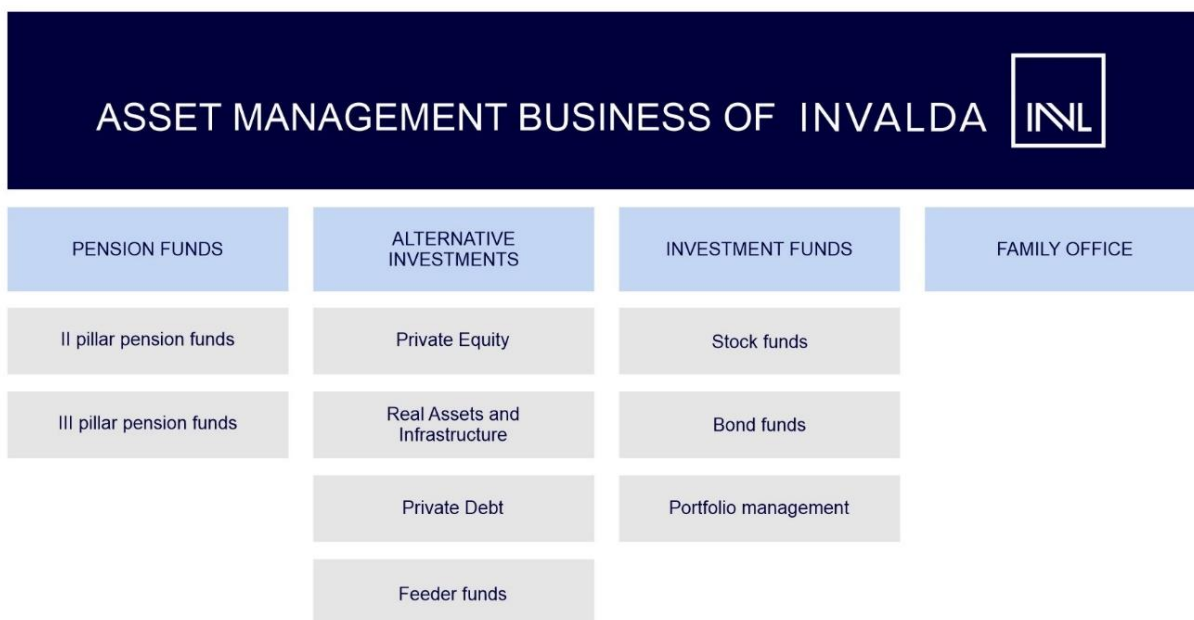 ASSET MANAGEMENT BUSINESS OF INVALDA INVL
PENSION FUNDS
II pillar pension funds
III pillar pension funds
ALTERNATIVE
INVESTMENTS
Private Equity
Real Assets and
Infrastructure
Private Debt
Feeder funds
INVESTMENT FUNDS
Stock funds
Bond funds
Portfolio management
FAMILY OFFICE